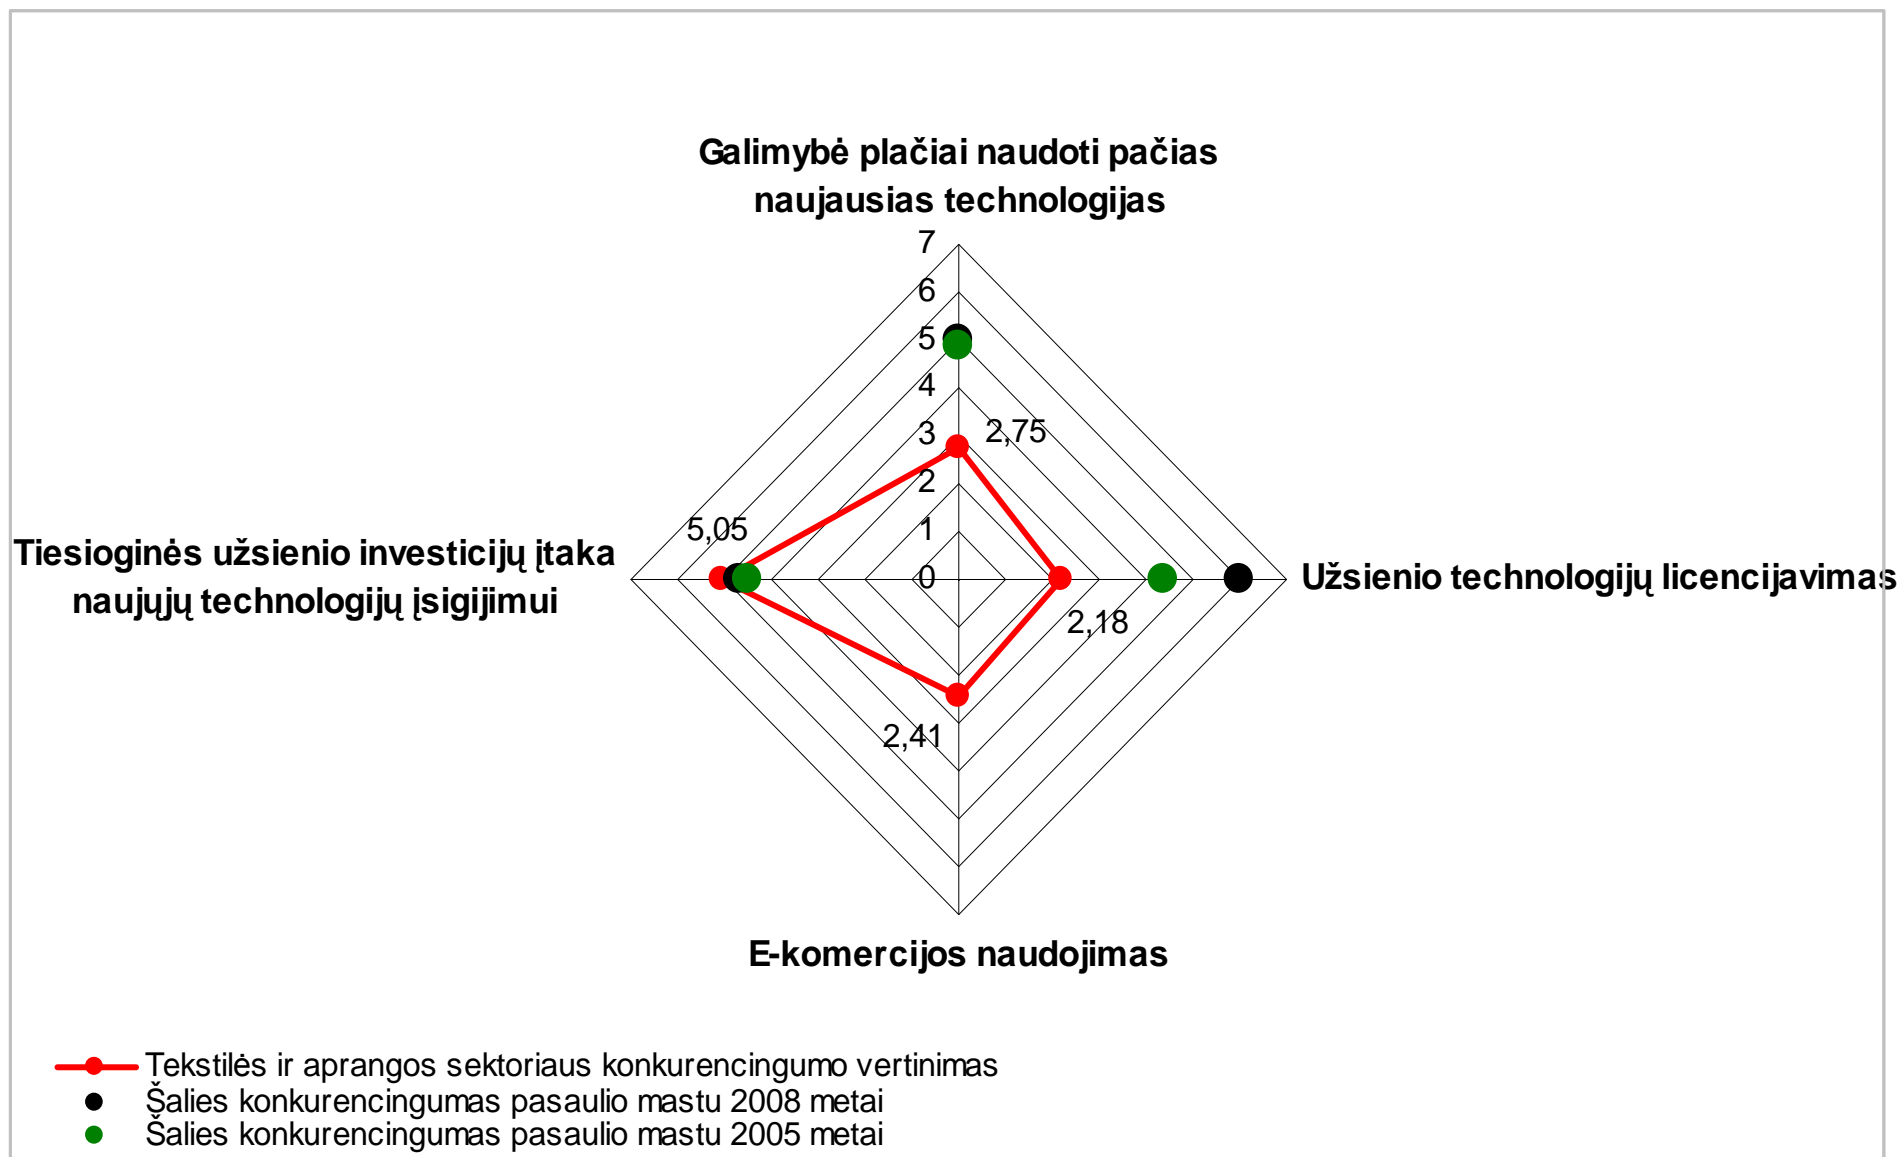 Galimybė plačiai naudoti pačias
naujausias technologijas
7
6
5
4
3
2,75
2
1
0
5,05
Tiesioginės užsienio investicijų įtaka
naujųjų technologijų įsigijimui
Užsienio technologijų licencijavimas
2,18
2,41
E-komercijos naudojimas
Tekstilės ir aprangos sektoriaus konkurencingumo vertinimas
Šalies konkurencingumas pasaulio mastu 2008 metai
Šalies konkurencingumas pasaulio mastu 2005 metai